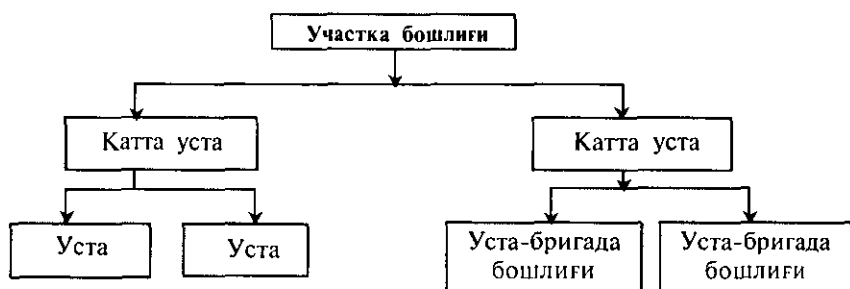 Участка бошлиғи
Катта уста
Катта уста
Уста
Уста
Уста-бригада
бошлиғи
Уста-бригада
бошлиғи